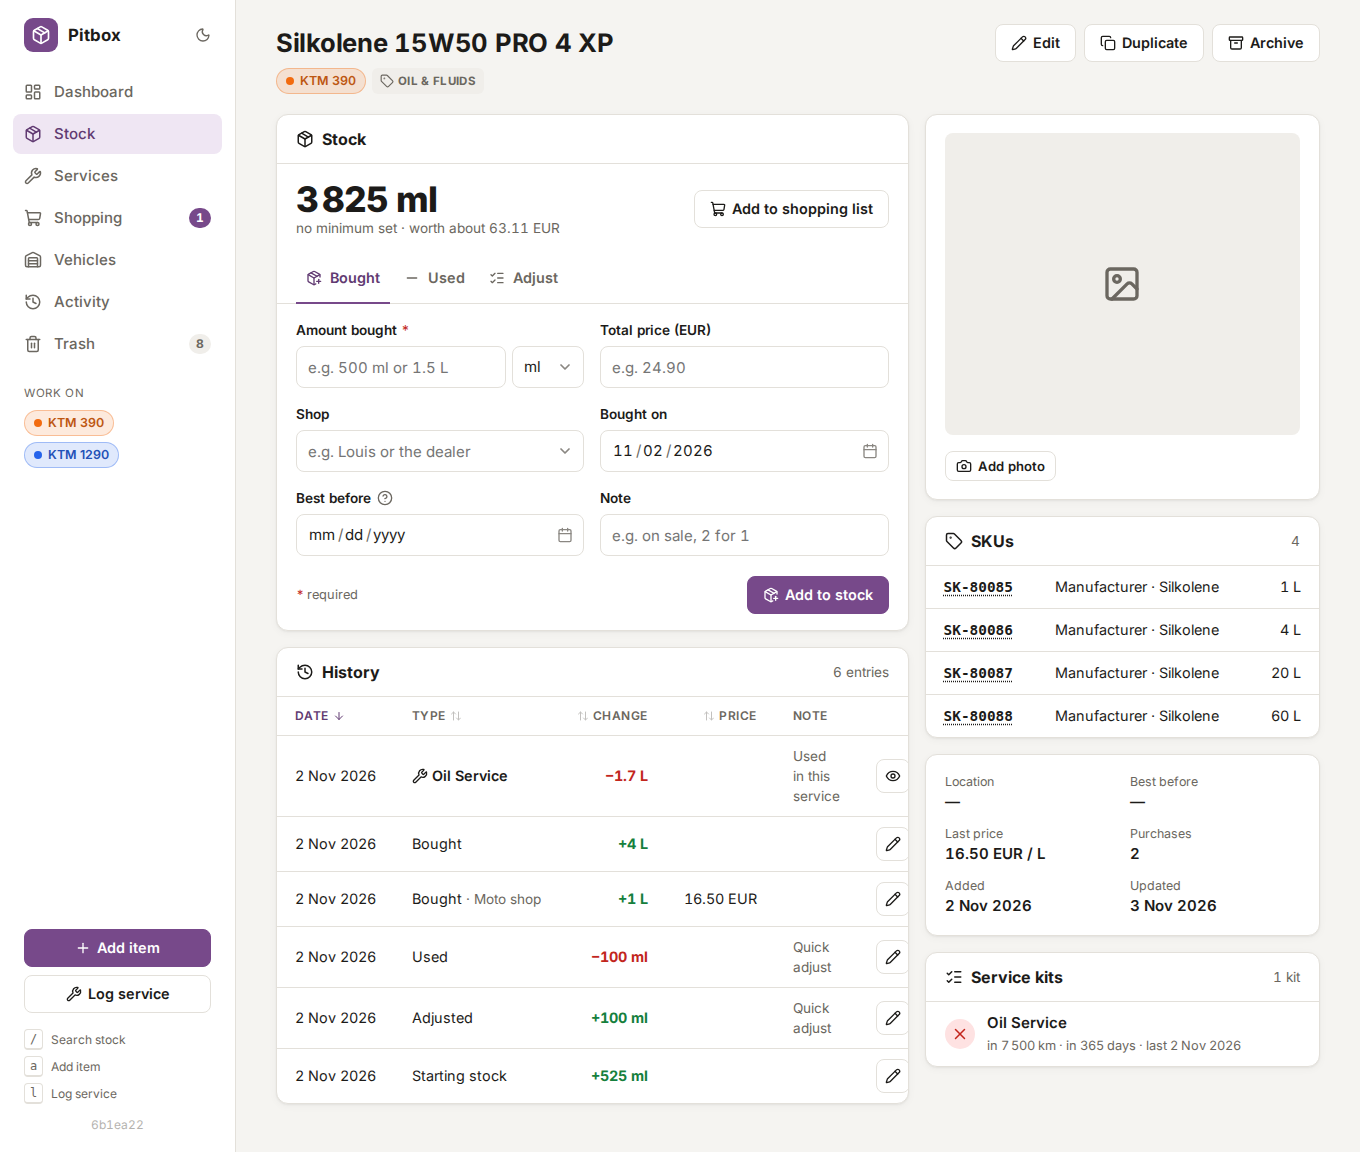 Pitbox
Dashboard
Stock
Services
Shopping 1
Vehicles
Activity
Trash 8
WORK ON
KTM 390
KTM 1290
Add item
Log service
/ Search stock
a Add item
l Log service
6b1ea22
Silkolene 15W50 PRO 4 XP
KTM 390 OIL & FLUIDS
Edit Duplicate Archive
Stock
3 825 ml
no minimum set · worth about 63.11 EUR
Add to shopping list
Bought Used Adjust
Amount bought * Total price (EUR)
e.g. 500 ml or 1.5 L ml e.g. 24.90
Shop Bought on
e.g. Louis or the dealer 11/02/2026
Best before Note
mm/dd/yyyy e.g. on sale, 2 for 1
* required Add to stock
History 6 entries
DATE TYPE CHANGE PRICE NOTE
2 Nov 2026 Oil Service −1.7 L Used
in this
service
2 Nov 2026 Bought +4 L
2 Nov 2026 Bought · Moto shop +1 L 16.50 EUR
2 Nov 2026 Used −100 ml Quick
adjust
2 Nov 2026 Adjusted +100 ml Quick
adjust
2 Nov 2026 Starting stock +525 ml
Add photo
SKUs 4
SK-80085 Manufacturer · Silkolene 1 L
SK-80086 Manufacturer · Silkolene 4 L
SK-80087 Manufacturer · Silkolene 20 L
SK-80088 Manufacturer · Silkolene 60 L
Location Best before
— —
Last price Purchases
16.50 EUR / L 2
Added Updated
2 Nov 2026 3 Nov 2026
Service kits 1 kit
Oil Service
in 7 500 km · in 365 days · last 2 Nov 2026